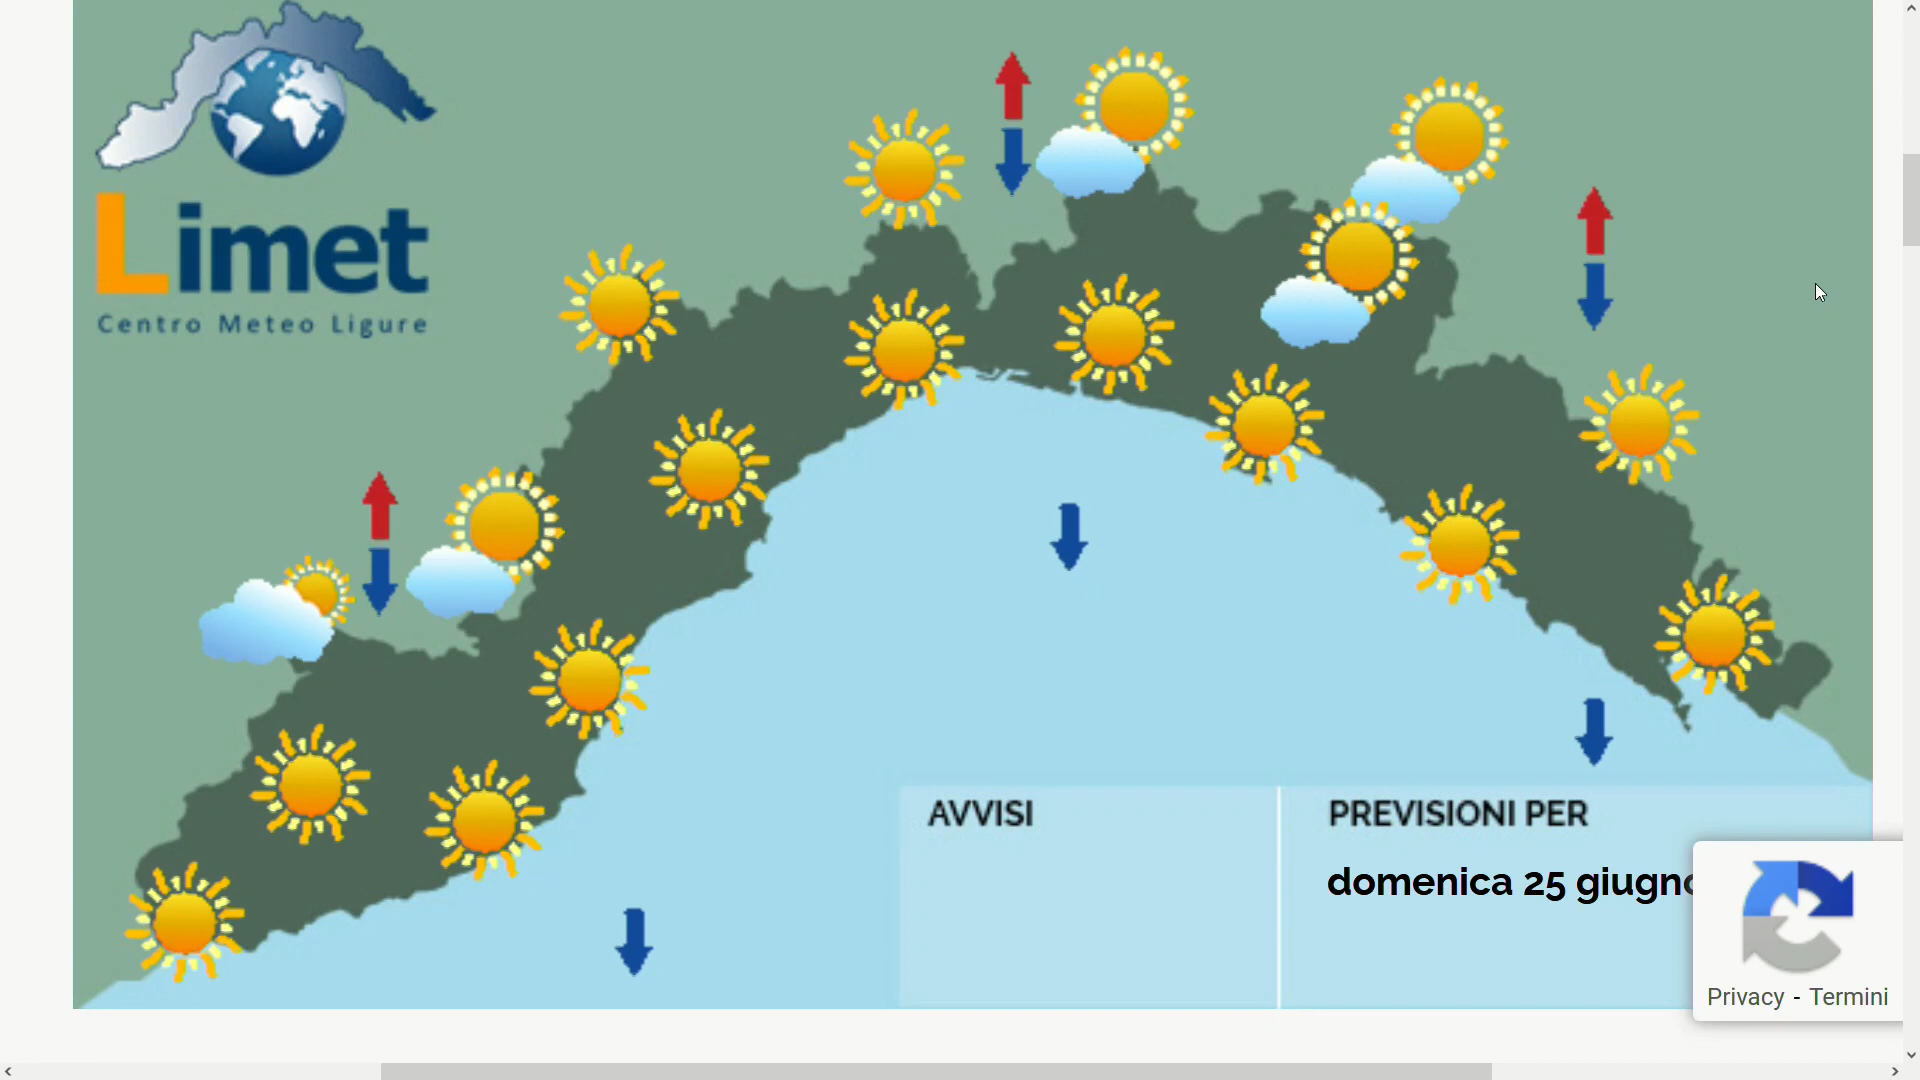 Limet
Centro Meteo Ligure
AVVISI
PREVISIONI PER
domenica 25 giugno
Privacy - Termini